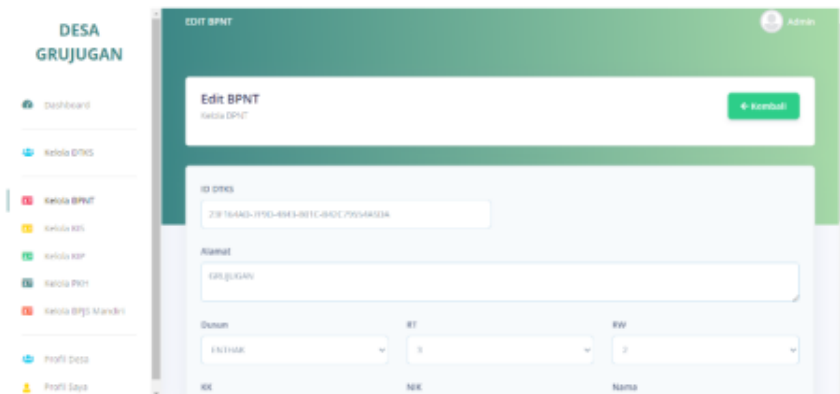 DESA
GRUJUGAN
Dashboard
Kelola DTKS
Kelola BPNT
Kelola KIS
Kelola KIP
Kelola PKH
Kelola BPJS Mandiri
Profil Desa
Profil Saya
EDIT BPNT
Admin
Edit BPNT
Kelola BPNT
← Kembali
ID DTKS
Alamat
GRUJUGAN
Dusun
RT
RW
ENTHAK
3
2
KK
NIK
Nama